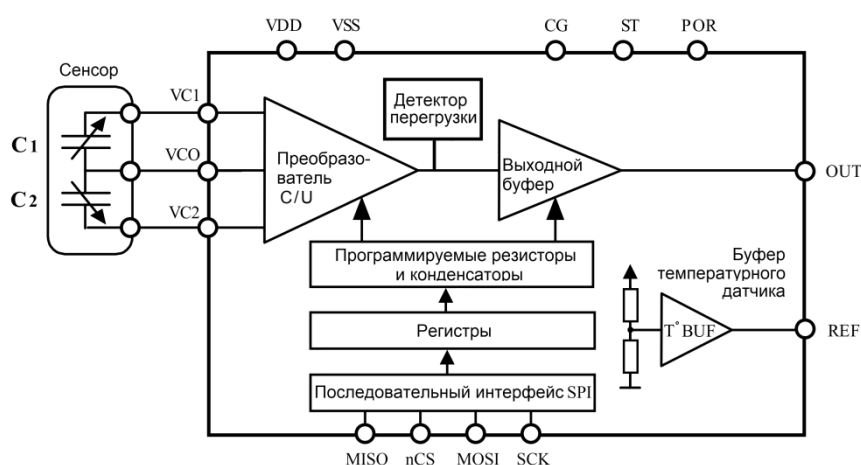 VDD
VSS
CG
ST
POR
Сенсор
VC1
Детектор
перегрузки
C1
VCO
Преобразо-
ватель
C/U
Выходной
буфер
OUT
C2
VC2
Программируемые резисторы
и конденсаторы
Буфер
температурного
датчика
Регистры
T° BUF
REF
Последовательный интерфейс SPI
MISO
nCS
MOSI
SCK